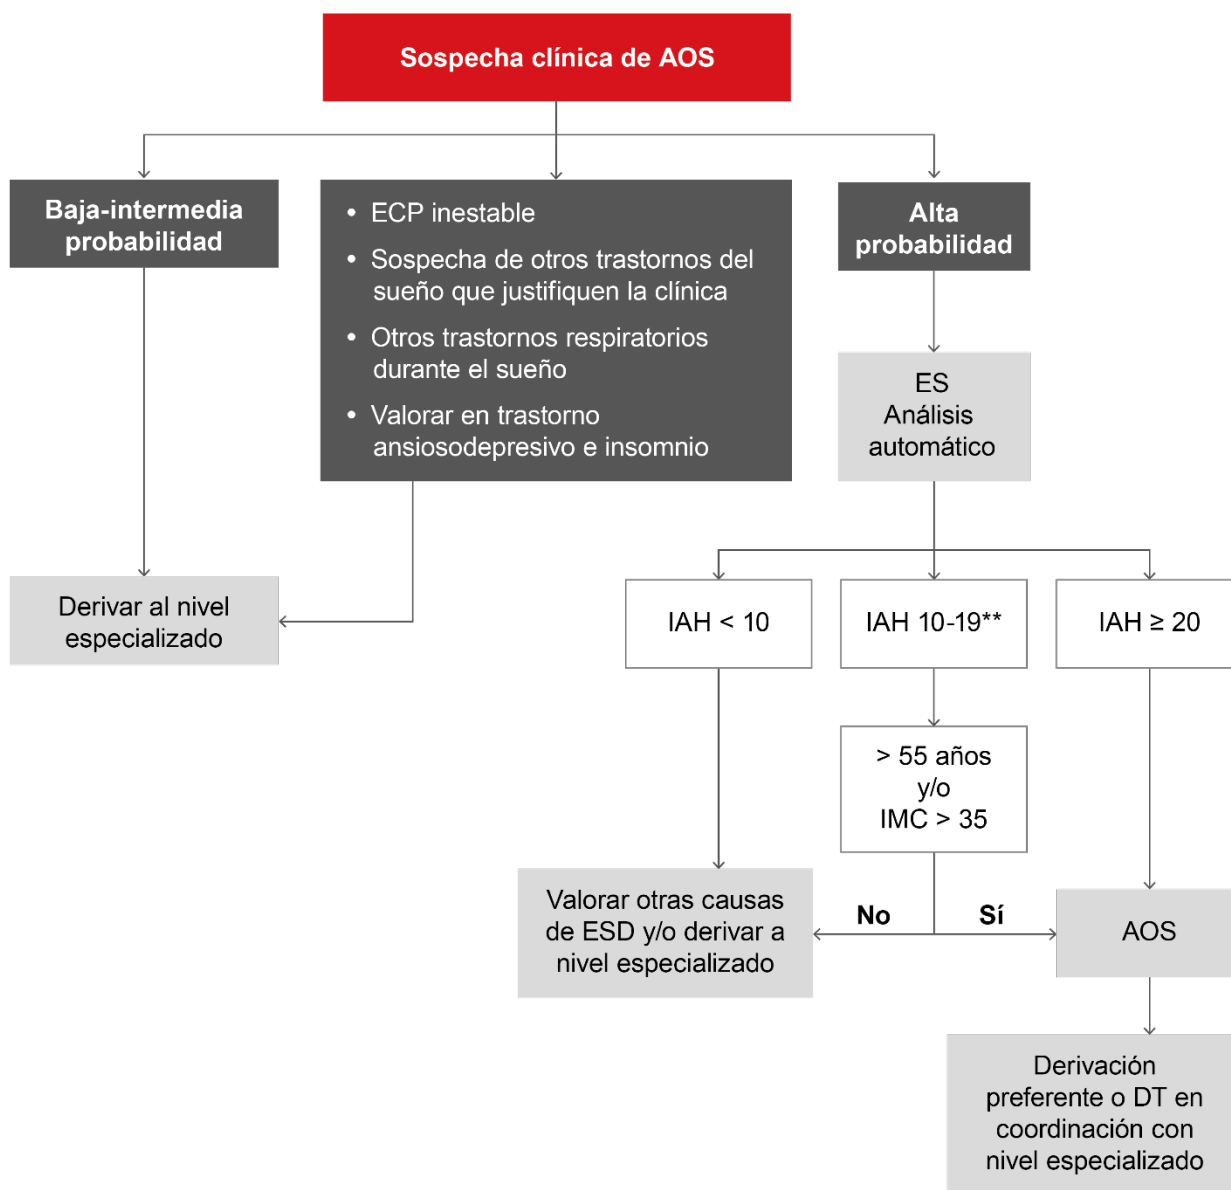 Sospecha clínica de AOS
Baja-intermedia
probabilidad
• ECP inestable
• Sospecha de otros trastornos del
sueño que justifiquen la clínica
• Otros trastornos respiratorios
durante el sueño
• Valorar en trastorno
ansiosodepresivo e insomnio
Alta
probabilidad
ES
Análisis
automático
Derivar al nivel
especializado
IAH < 10
IAH 10-19**
IAH ≥ 20
> 55 años
y/o
IMC > 35
Valorar otras causas
de ESD y/o derivar a
nivel especializado
No
Sí
AOS
Derivación
preferente o DT en
coordinación con
nivel especializado